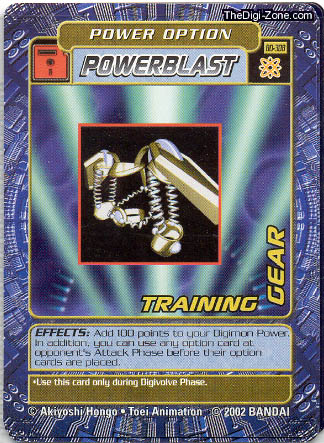 TheDigi-Zone.com
POWER OPTION
POWERBLAST
TRAINING
GEAR
EFFECTS: Add 100 points to your Digimon Power.
In addition, you can use any option card at
opponent's Attack Phase before their option
cards are placed.
•Use this card only during Digivolve Phase.
© Akiyoshi Hongo • Toei Animation © 2002 BANDAI